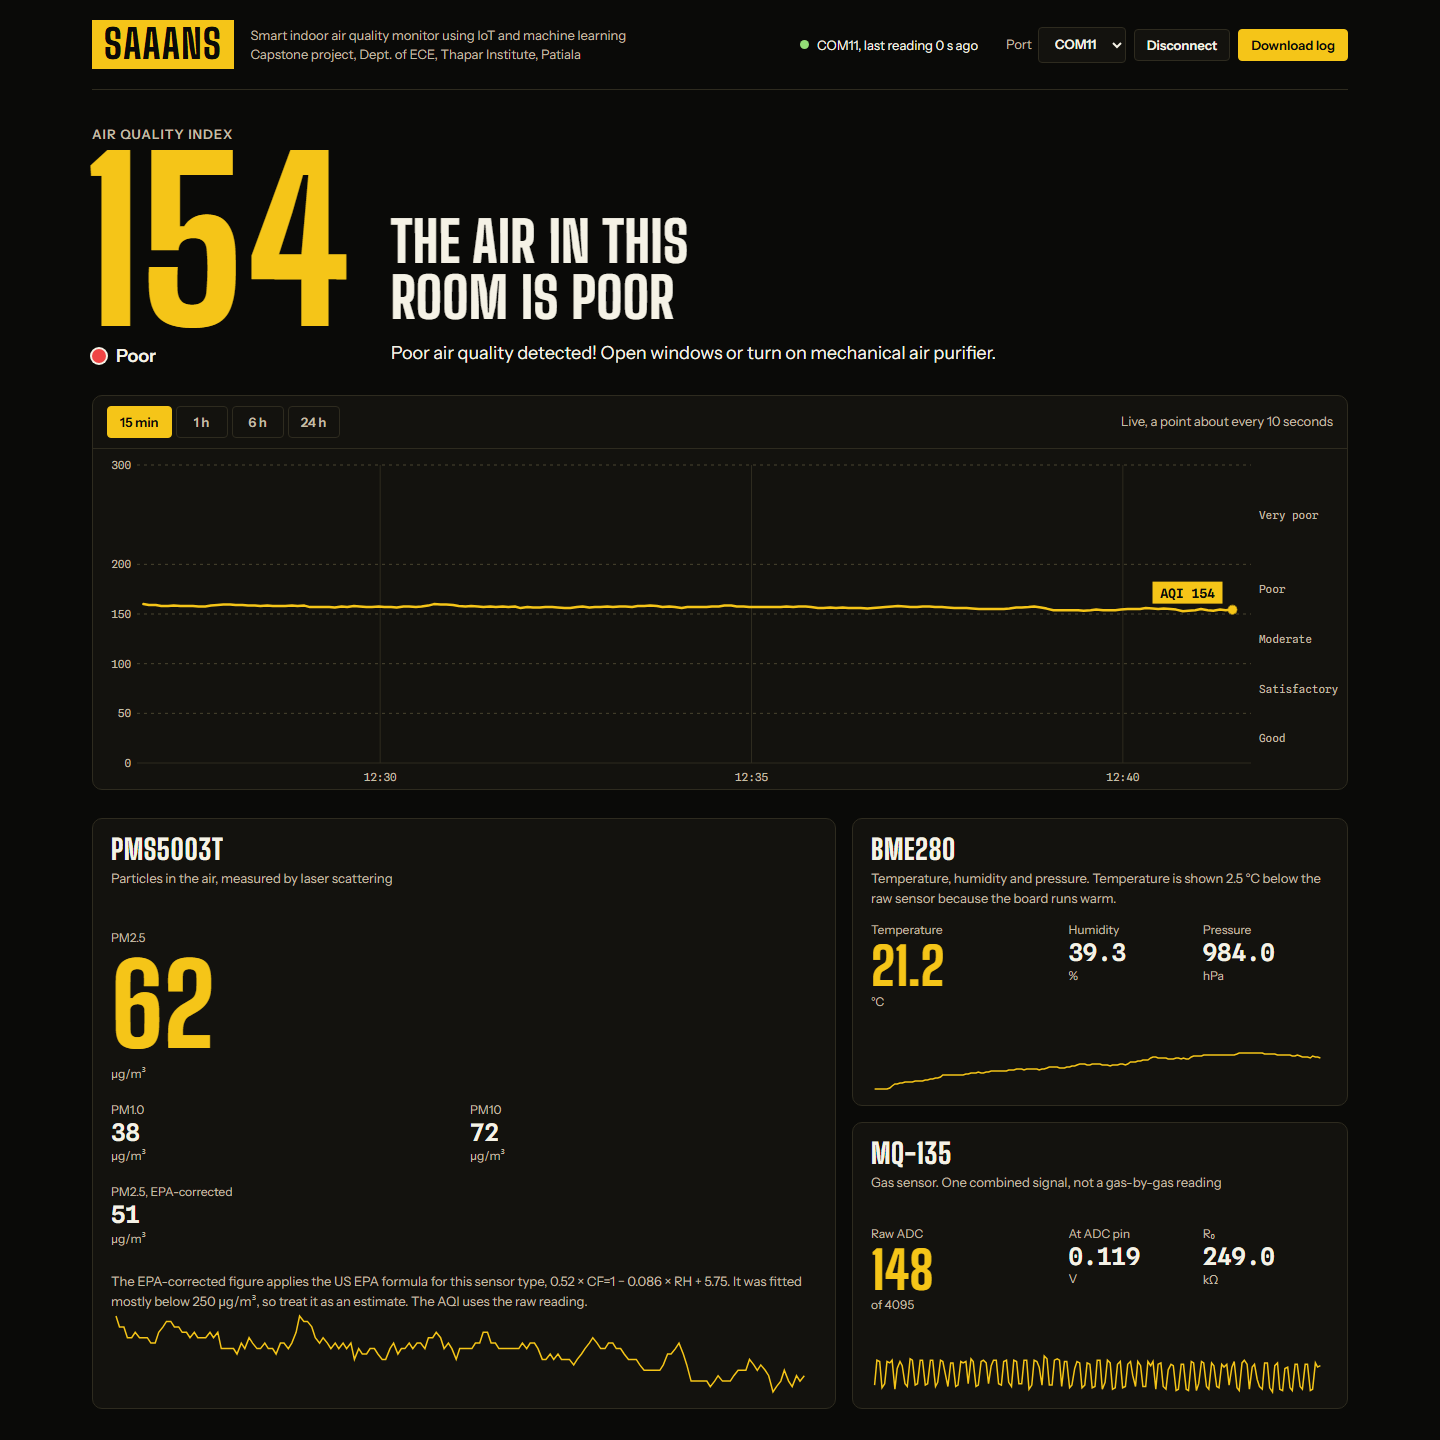 SAAANS
Smart indoor air quality monitor using IoT and machine learning
Capstone project, Dept. of ECE, Thapar Institute, Patiala
COM11, last reading 0 s ago
Port
COM11
Disconnect
Download log
AIR QUALITY INDEX
154
Poor
THE AIR IN THIS
ROOM IS POOR
Poor air quality detected! Open windows or turn on mechanical air purifier.
15 min
1 h
6 h
24 h
Live, a point about every 10 seconds
300
Very poor
200
Poor
AQI 154
150
Moderate
100
Satisfactory
50
Good
0
12:30
12:35
12:40
PMS5003T
Particles in the air, measured by laser scattering
PM2.5
62
µg/m³
PM1.0
38
µg/m³
PM10
72
µg/m³
PM2.5, EPA-corrected
51
µg/m³
The EPA-corrected figure applies the US EPA formula for this sensor type, 0.52 × CF=1 − 0.086 × RH + 5.75. It was fitted
mostly below 250 µg/m³, so treat it as an estimate. The AQI uses the raw reading.
BME280
Temperature, humidity and pressure. Temperature is shown 2.5 °C below the
raw sensor because the board runs warm.
Temperature
21.2
°C
Humidity
39.3
%
Pressure
984.0
hPa
MQ-135
Gas sensor. One combined signal, not a gas-by-gas reading
Raw ADC
148
of 4095
At ADC pin
0.119
V
R₀
249.0
kΩ